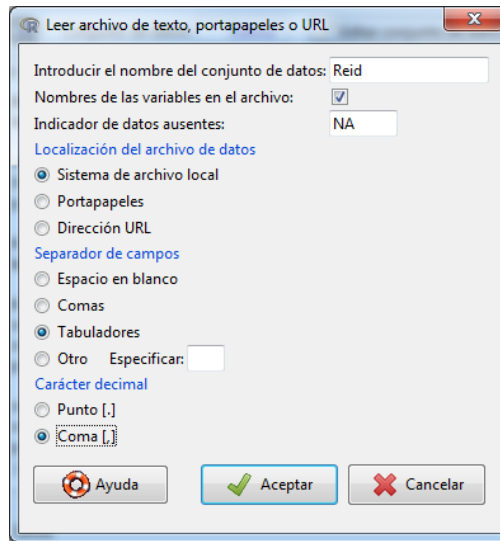 Leer archivo de texto, portapapeles o URL
Introducir el nombre del conjunto de datos: Reid
Nombres de las variables en el archivo:
Indicador de datos ausentes: NA
Localización del archivo de datos
Sistema de archivo local
Portapapeles
Dirección URL
Separador de campos
Espacio en blanco
Comas
Tabuladores
Otro Especificar:
Carácter decimal
Punto [.]
Coma [,]
Ayuda Aceptar Cancelar